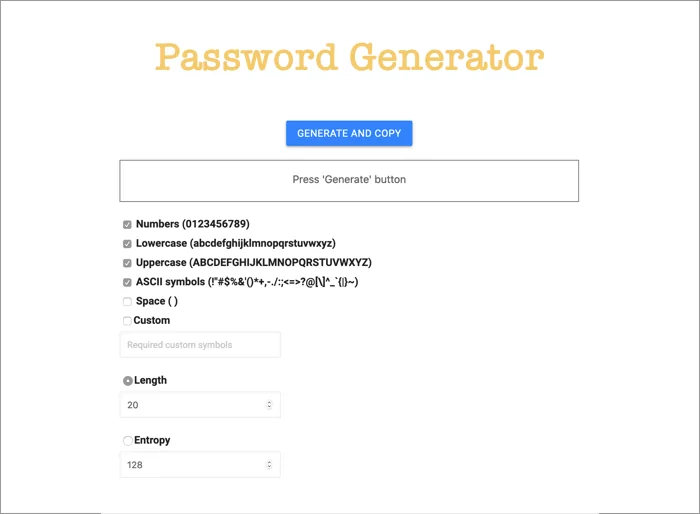 Password Generator
GENERATE AND COPY
Press 'Generate' button
Numbers (0123456789)
Lowercase (abcdefghijklmnopqrstuvwxyz)
Uppercase (ABCDEFGHIJKLMNOPQRSTUVWXYZ)
ASCII symbols (!"#$%&'()*+,-./:;<=>?@[\]^_`{|}~)
Space ( )
Custom
Required custom symbols
Length
20
Entropy
128